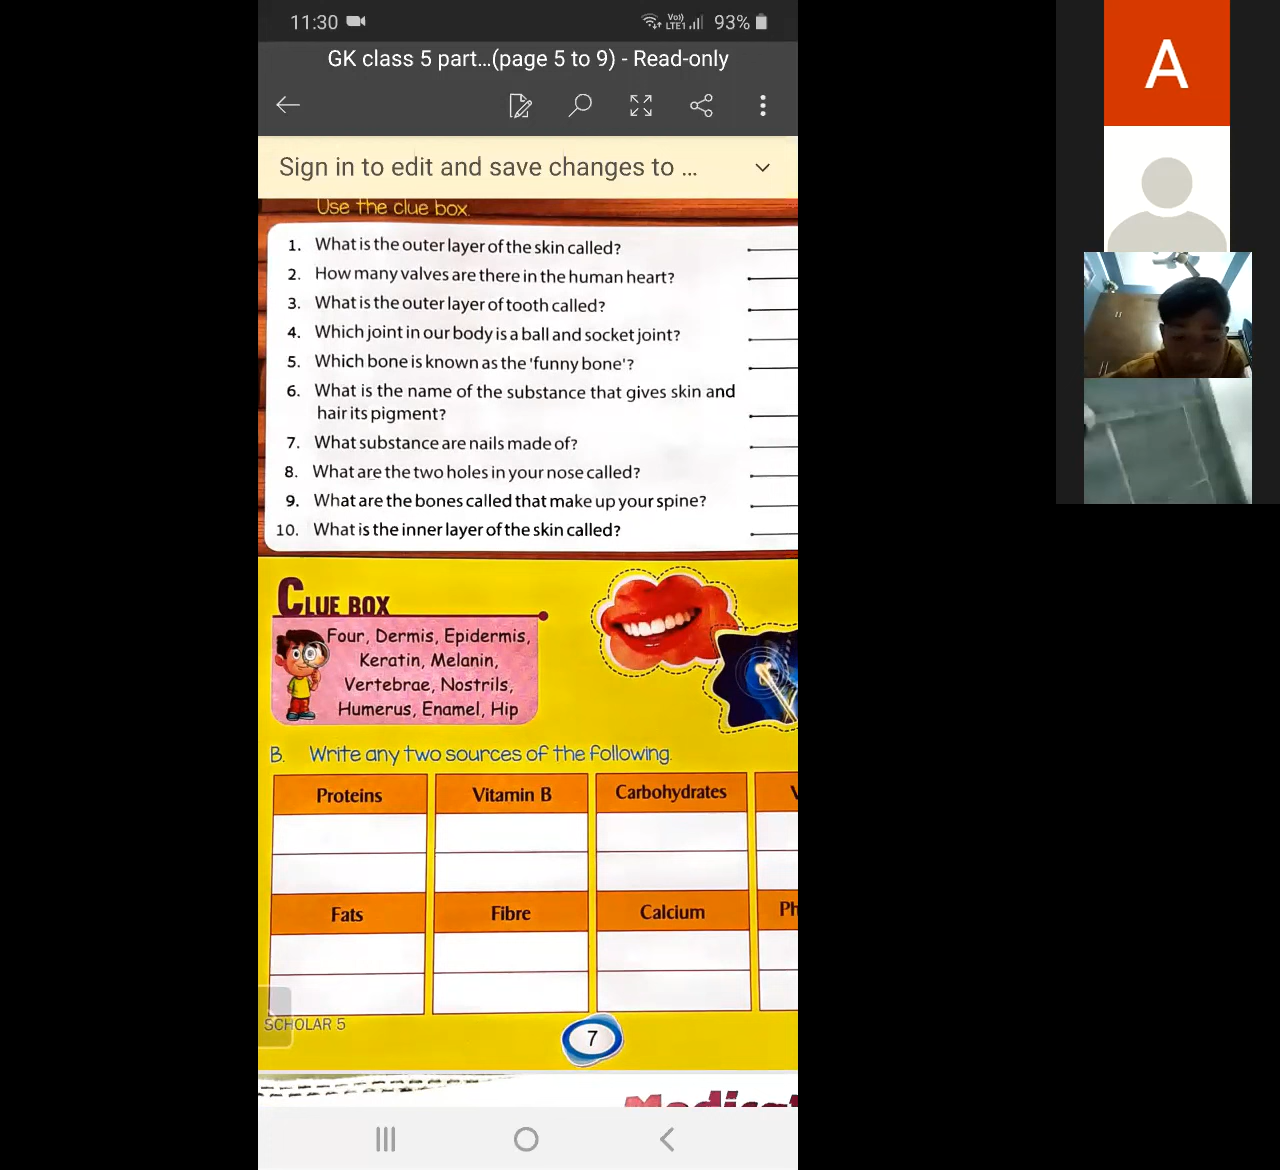 11:30 93%
Vo))
LTE1
GK class 5 part...(page 5 to 9) - Read-only
Sign in to edit and save changes to ...
Use the clue box.
1. What is the outer layer of the skin called?
2. How many valves are there in the human heart?
3. What is the outer layer of tooth called?
4. Which joint in our body is a ball and socket joint?
5. Which bone is known as the 'funny bone'?
6. What is the name of the substance that gives skin and
hair its pigment?
7. What substance are nails made of?
8. What are the two holes in your nose called?
9. What are the bones called that make up your spine?
10. What is the inner layer of the skin called?
CLUE BOX
Four, Dermis, Epidermis,
Keratin, Melanin,
Vertebrae, Nostrils,
Humerus, Enamel, Hip
B. Write any two sources of the following.
Proteins Vitamin B Carbohydrates V
Fats Fibre Calcium Ph
SCHOLAR 5
7
A